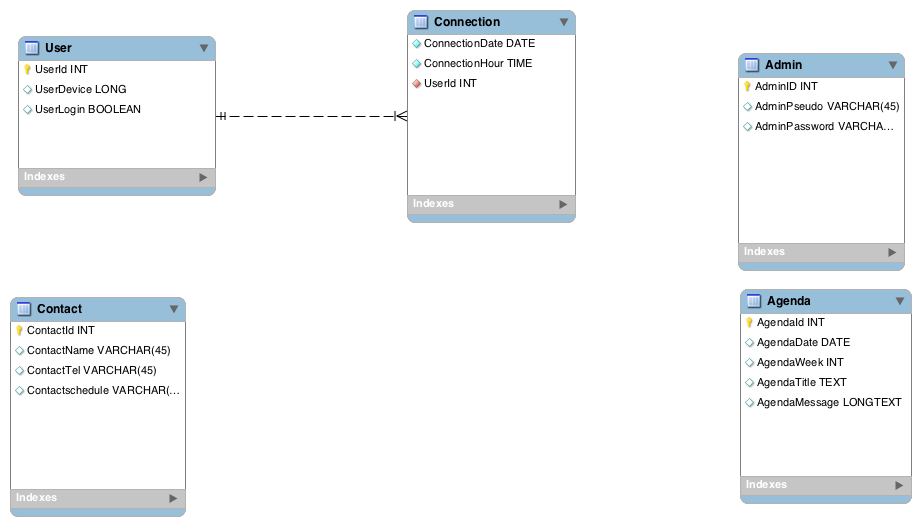 User
UserId INT
UserDevice LONG
UserLogin BOOLEAN
Indexes
Connection
ConnectionDate DATE
ConnectionHour TIME
UserId INT
Indexes
Admin
AdminID INT
AdminPseudo VARCHAR(45)
AdminPassword VARCHA...
Indexes
Contact
ContactId INT
ContactName VARCHAR(45)
ContactTel VARCHAR(45)
Contactschedule VARCHAR(...
Indexes
Agenda
AgendaId INT
AgendaDate DATE
AgendaWeek INT
AgendaTitle TEXT
AgendaMessage LONGTEXT
Indexes